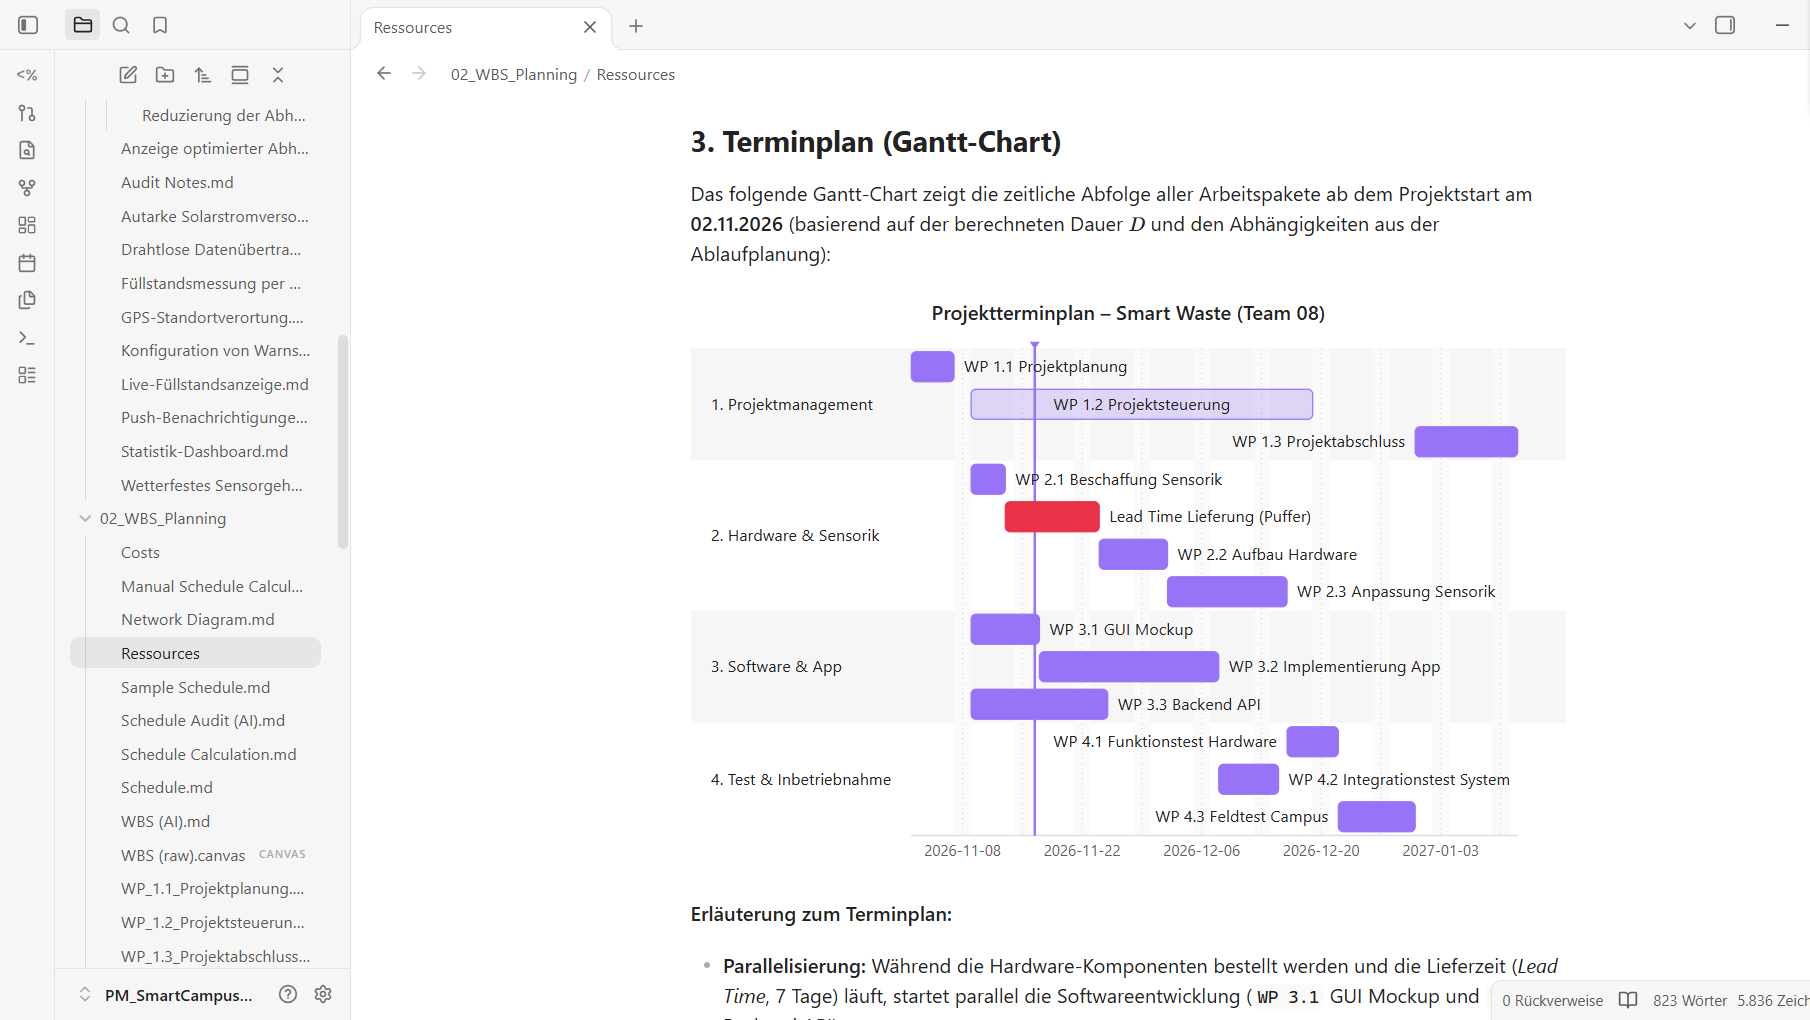 Ressources
02_WBS_Planning / Ressources
Reduzierung der Abh...
Anzeige optimierter Abh...
Audit Notes.md
Autarke Solarstromverso...
Drahtlose Datenübertra...
Füllstandsmessung per ...
GPS-Standortverortung....
Konfiguration von Warns...
Live-Füllstandsanzeige.md
Push-Benachrichtigunge...
Statistik-Dashboard.md
Wetterfestes Sensorgeh...
02_WBS_Planning
Costs
Manual Schedule Calcul...
Network Diagram.md
Ressources
Sample Schedule.md
Schedule Audit (AI).md
Schedule Calculation.md
Schedule.md
WBS (AI).md
WBS (raw).canvas CANVAS
WP_1.1_Projektplanung....
WP_1.2_Projektsteuerun...
WP_1.3_Projektabschluss...
PM_SmartCampus...
3. Terminplan (Gantt-Chart)
Das folgende Gantt-Chart zeigt die zeitliche Abfolge aller Arbeitspakete ab dem Projektstart am
02.11.2026 (basierend auf der berechneten Dauer D und den Abhängigkeiten aus der
Ablaufplanung):
Projektterminplan – Smart Waste (Team 08)
WP 1.1 Projektplanung
1. Projektmanagement
WP 1.2 Projektsteuerung
WP 1.3 Projektabschluss
WP 2.1 Beschaffung Sensorik
Lead Time Lieferung (Puffer)
2. Hardware & Sensorik
WP 2.2 Aufbau Hardware
WP 2.3 Anpassung Sensorik
WP 3.1 GUI Mockup
3. Software & App
WP 3.2 Implementierung App
WP 3.3 Backend API
WP 4.1 Funktionstest Hardware
4. Test & Inbetriebnahme
WP 4.2 Integrationstest System
WP 4.3 Feldtest Campus
2026-11-08 2026-11-22 2026-12-06 2026-12-20 2027-01-03
Erläuterung zum Terminplan:
Parallelisierung: Während die Hardware-Komponenten bestellt werden und die Lieferzeit (Lead
Time, 7 Tage) läuft, startet parallel die Softwareentwicklung ( WP 3.1 GUI Mockup und
0 Rückverweise 823 Wörter 5.836 Zeich